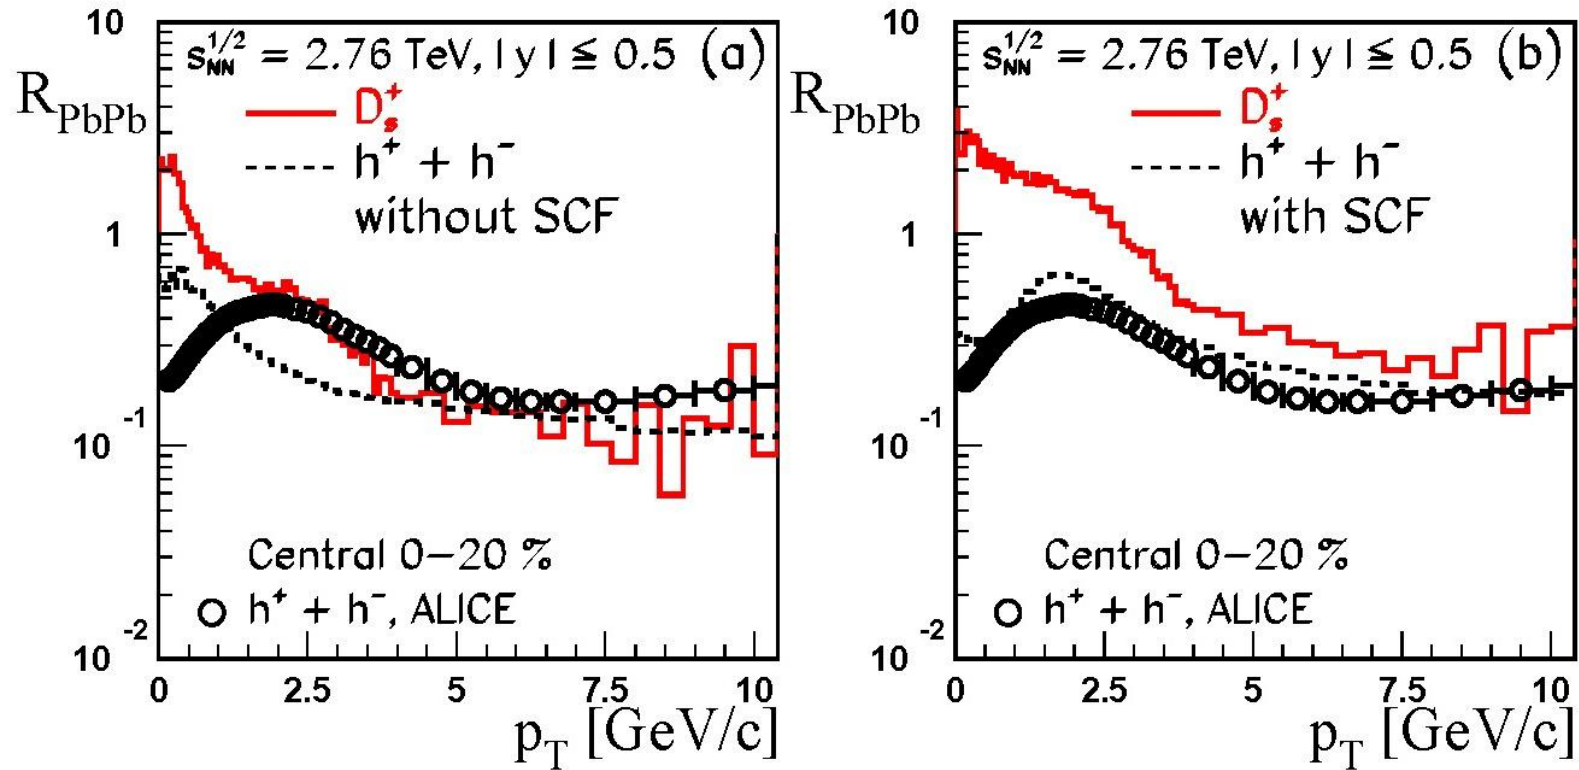 10
s_NN^1/2 = 2.76 TeV, | y | ≦ 0.5 (a)
R_PbPb
D_s^+
h^+ + h^-
without SCF
1
10^-1
Central 0-20 %
h^+ + h^-, ALICE
10^-2
0 2.5 5 7.5 10
p_T [GeV/c]
10
s_NN^1/2 = 2.76 TeV, | y | ≦ 0.5 (b)
R_PbPb
D_s^+
h^+ + h^-
with SCF
1
10^-1
Central 0-20 %
h^+ + h^-, ALICE
10^-2
0 2.5 5 7.5 10
p_T [GeV/c]